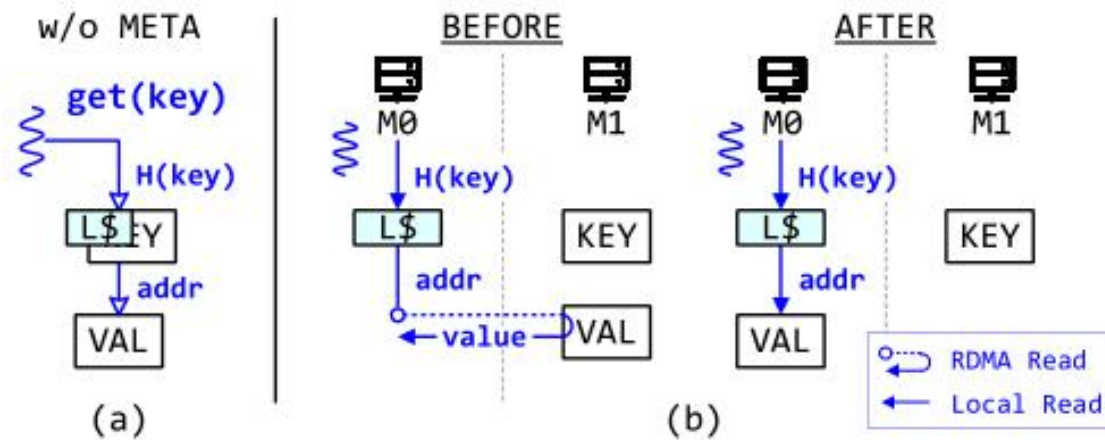 w/o META
get(key)
H(key)
L$
KEY
addr
VAL
(a)
BEFORE
M0
M1
H(key)
L$
KEY
addr
value
VAL
AFTER
M0
M1
H(key)
L$
KEY
addr
VAL
(b)
RDMA Read
Local Read